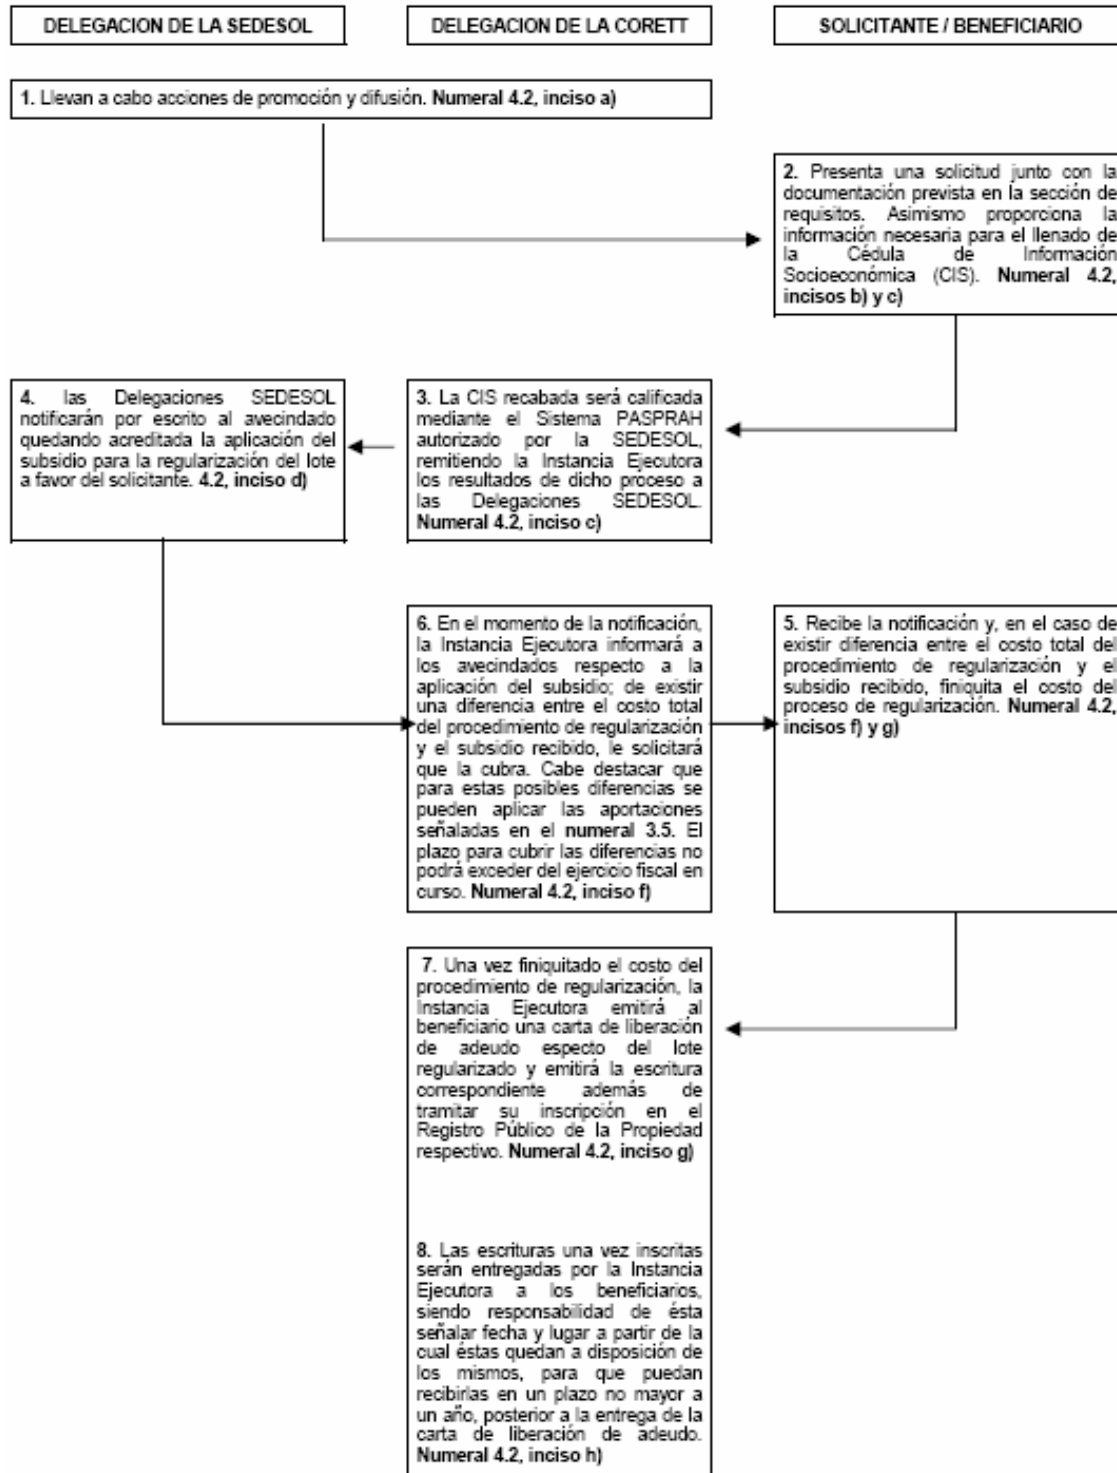 DELEGACION DE LA SEDESOL
DELEGACION DE LA CORETT
SOLICITANTE / BENEFICIARIO
1. Llevan a cabo acciones de promoción y difusión. Numeral 4.2, inciso a)
2. Presenta una solicitud junto con la
documentación prevista en la sección de
requisitos. Asimismo proporciona la
información necesaria para el llenado de
la Cédula de Información
Socioeconómica (CIS). Numeral 4.2,
incisos b) y c)
4. las Delegaciones SEDESOL
notificarán por escrito al avecindado
quedando acreditada la aplicación del
subsidio para la regularización del lote
a favor del solicitante. 4.2, inciso d)
3. La CIS recabada será calificada
mediante el Sistema PASPRAH
autorizado por la SEDESOL,
remitiendo la Instancia Ejecutora
los resultados de dicho proceso a
las Delegaciones SEDESOL.
Numeral 4.2, inciso c)
6. En el momento de la notificación,
la Instancia Ejecutora informará a
los avecindados respecto a la
aplicación del subsidio; de existir
una diferencia entre el costo total
del procedimiento de regularización
y el subsidio recibido, le solicitará
que la cubra. Cabe destacar que
para estas posibles diferencias se
pueden aplicar las aportaciones
señaladas en el numeral 3.5. El
plazo para cubrir las diferencias no
podrá exceder del ejercicio fiscal en
curso. Numeral 4.2, inciso f)
5. Recibe la notificación y, en el caso de
existir diferencia entre el costo total del
procedimiento de regularización y el
subsidio recibido, finiquita el costo del
proceso de regularización. Numeral 4.2,
incisos f) y g)
7. Una vez finiquitado el costo del
procedimiento de regularización, la
Instancia Ejecutora emitirá al
beneficiario una carta de liberación
de adeudo especto del lote
regularizado y emitirá la escritura
correspondiente además de
tramitar su inscripción en el
Registro Público de la Propiedad
respectivo. Numeral 4.2, inciso g)
8. Las escrituras una vez inscritas
serán entregadas por la Instancia
Ejecutora a los beneficiarios,
siendo responsabilidad de ésta
señalar fecha y lugar a partir de la
cual éstas quedan a disposición de
los mismos, para que puedan
recibirlas en un plazo no mayor a
un año, posterior a la entrega de la
carta de liberación de adeudo.
Numeral 4.2, inciso h)